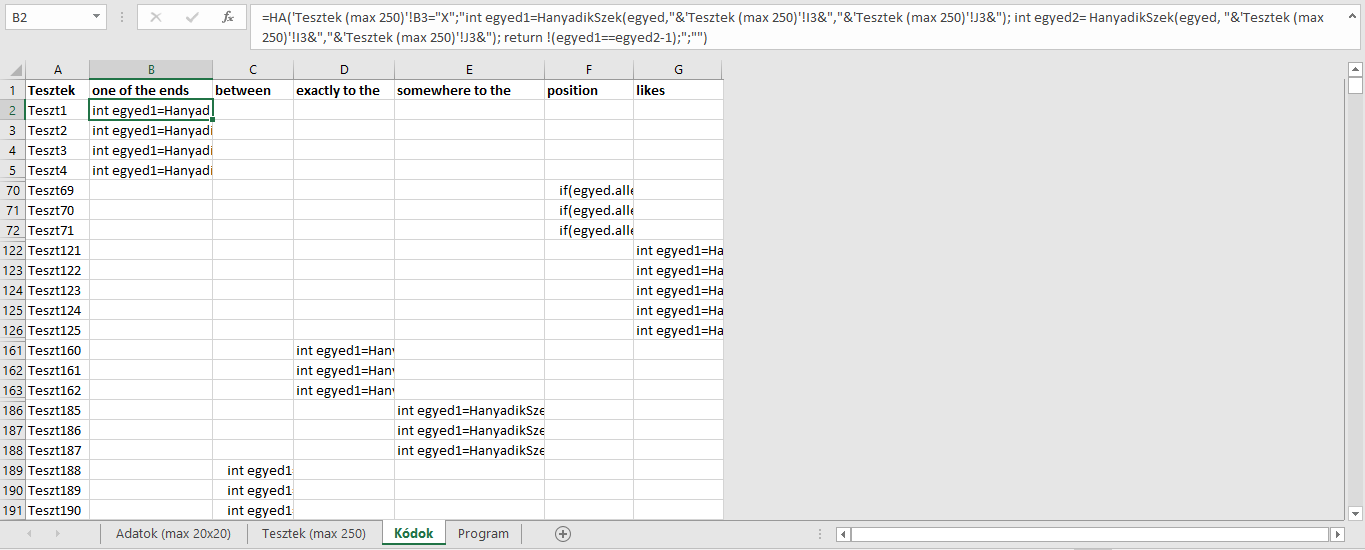 B2
fx
=HA('Tesztek (max 250)'!B3="X";"int egyed1=HanyadikSzek(egyed,"&'Tesztek (max 250)'!I3&","&'Tesztek (max 250)'!J3&"); int egyed2= HanyadikSzek(egyed, "&'Tesztek (max
250)'!I3&","&'Tesztek (max 250)'!J3&"); return !(egyed1==egyed2-1);";"")
A B C D E F G
1 Tesztek one of the ends between exactly to the somewhere to the position likes
2 Teszt1 int egyed1=Hanyad
3 Teszt2 int egyed1=Hanyadi
4 Teszt3 int egyed1=Hanyadi
5 Teszt4 int egyed1=Hanyadi
70 Teszt69 if(egyed.alle
71 Teszt70 if(egyed.alle
72 Teszt71 if(egyed.alle
122 Teszt121 int egyed1=Ha
123 Teszt122 int egyed1=Ha
124 Teszt123 int egyed1=Ha
125 Teszt124 int egyed1=Ha
126 Teszt125 int egyed1=Ha
161 Teszt160 int egyed1=Han
162 Teszt161 int egyed1=Han
163 Teszt162 int egyed1=Han
186 Teszt185 int egyed1=HanyadikSze
187 Teszt186 int egyed1=HanyadikSze
188 Teszt187 int egyed1=HanyadikSze
189 Teszt188 int egyed1
190 Teszt189 int egyed1
191 Teszt190 int egyed1
Adatok (max 20x20) Tesztek (max 250) Kódok Program